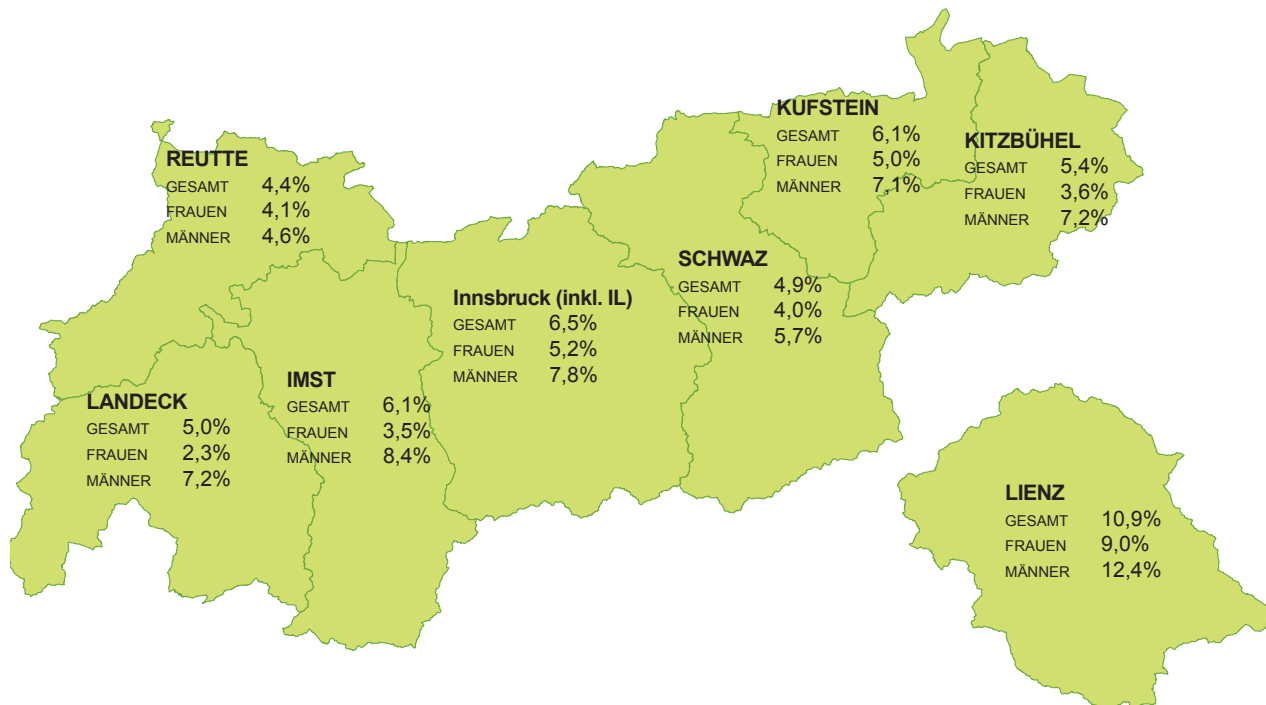 KUFSTEIN
GESAMT 6,1%
FRAUEN 5,0%
MÄNNER 7,1%
KITZBÜHEL
GESAMT 5,4%
FRAUEN 3,6%
MÄNNER 7,2%
REUTTE
GESAMT 4,4%
FRAUEN 4,1%
MÄNNER 4,6%
SCHWAZ
GESAMT 4,9%
FRAUEN 4,0%
MÄNNER 5,7%
Innsbruck (inkl. IL)
GESAMT 6,5%
FRAUEN 5,2%
MÄNNER 7,8%
IMST
GESAMT 6,1%
FRAUEN 3,5%
MÄNNER 8,4%
LANDECK
GESAMT 5,0%
FRAUEN 2,3%
MÄNNER 7,2%
LIENZ
GESAMT 10,9%
FRAUEN 9,0%
MÄNNER 12,4%